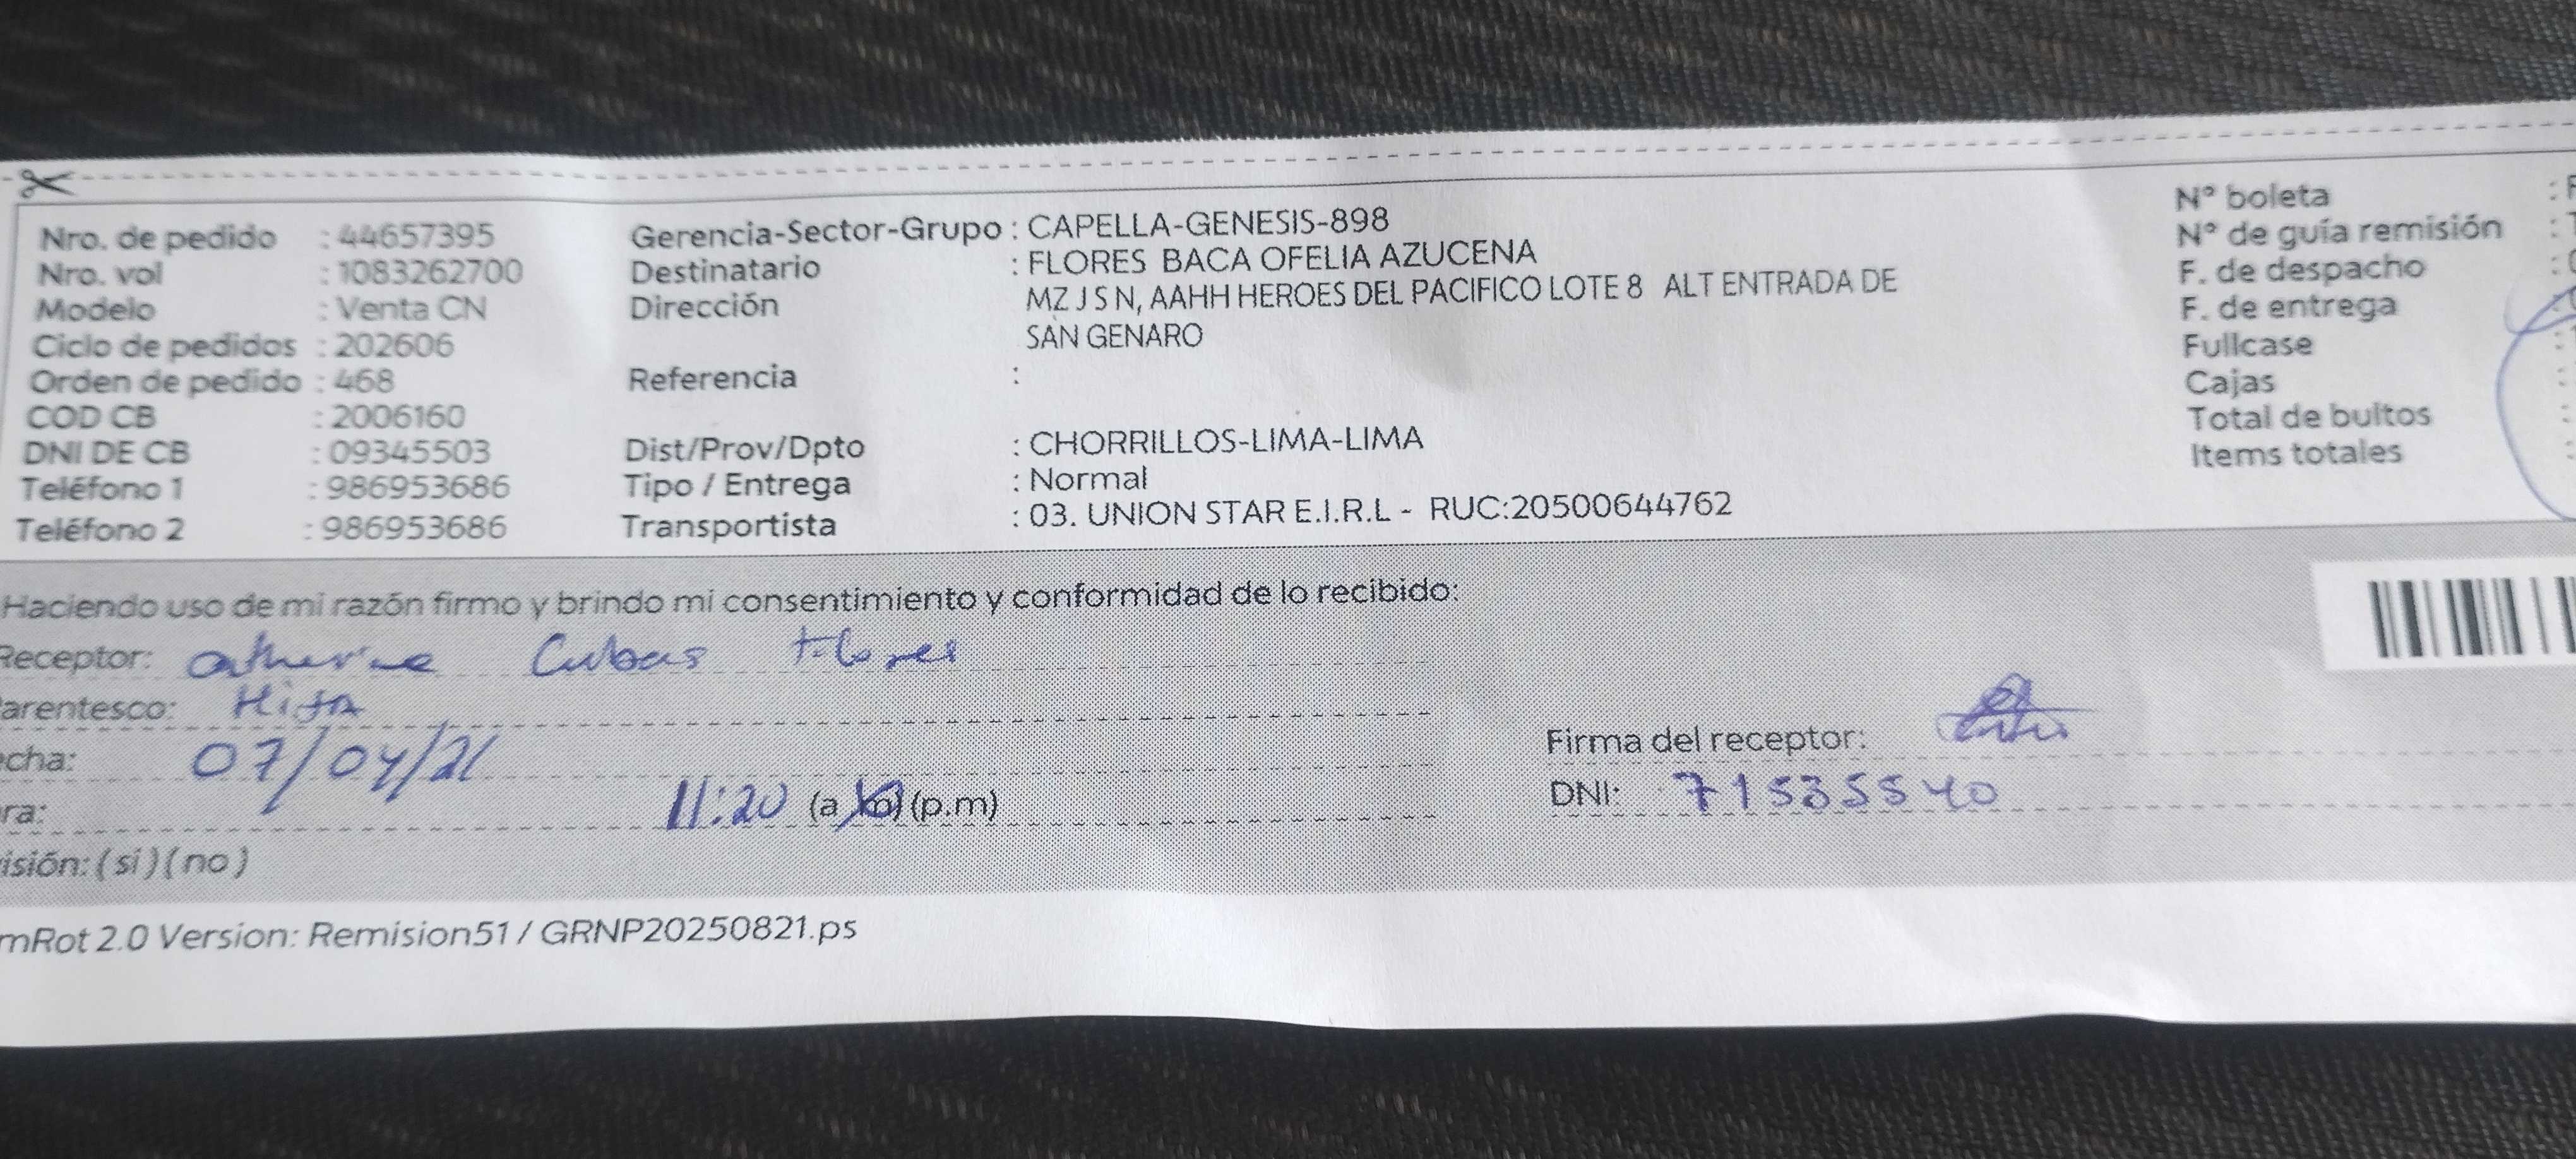 Nro. de pedido : 44657395
Nro. vol : 1083262700
Modelo : Venta CN
Ciclo de pedidos : 202606
Orden de pedido : 468
COD CB : 2006160
DNI DE CB : 09345503
Teléfono 1 : 986953686
Teléfono 2 : 986953686
Gerencia-Sector-Grupo : CAPELLA-GENESIS-898
Destinatario : FLORES BACA OFELIA AZUCENA
Dirección MZ J S N, AAHH HEROES DEL PACIFICO LOTE 8 ALT ENTRADA DE
SAN GENARO
Referencia :
Dist/Prov/Dpto : CHORRILLOS-LIMA-LIMA
Tipo / Entrega : Normal
Transportista : 03. UNION STAR E.I.R.L - RUC:20500644762
N° boleta :
N° de guía remisión :
F. de despacho :
F. de entrega :
Fullcase :
Cajas :
Total de bultos :
Items totales :
Haciendo uso de mi razón firmo y brindo mi consentimiento y conformidad de lo recibido:
Receptor: Catherine Cubas Flores
arentesco: HiJA
cha: 07/04/26
ra: 11:20 (a.m) (p.m)
isión: ( si ) ( no )
Firma del receptor:
DNI: 71535540
mRot 2.0 Version: Remision51 / GRNP20250821.ps